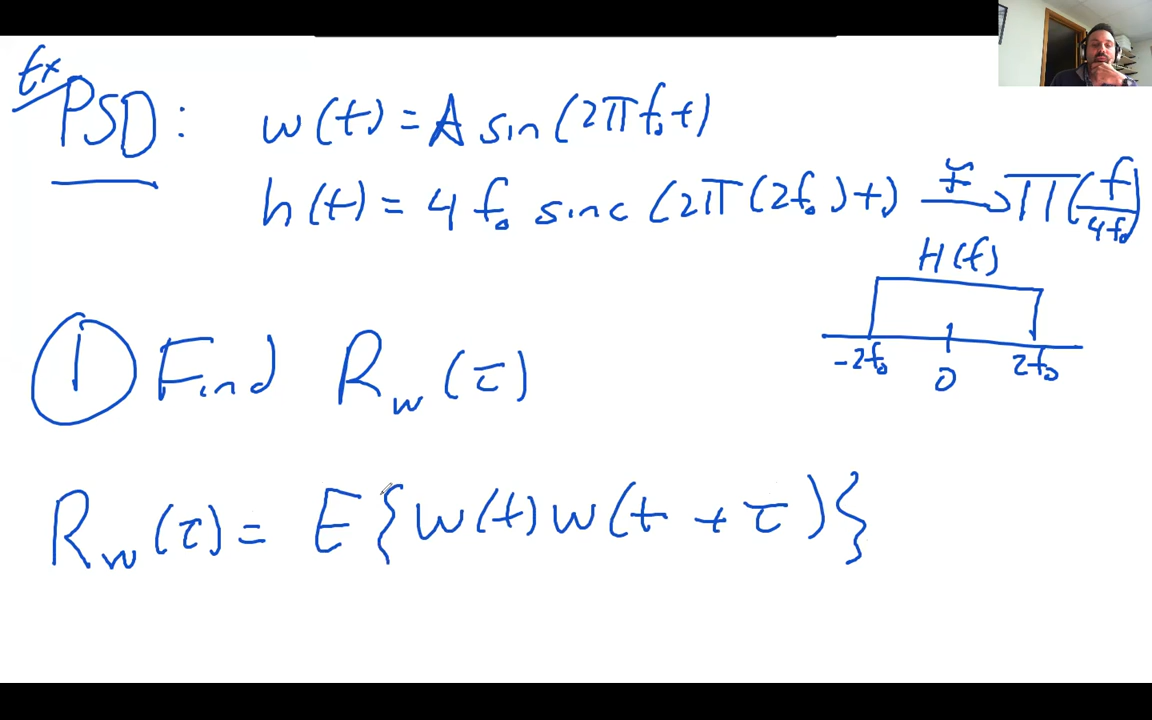 Ex
PSD: w(t) = A sin(2πf₀t)
h(t) = 4f₀ sinc(2π(2f₀)t) ℱ→ Π(f/4f₀)
H(f)
-2f₀ 0 2f₀
① Find R_w(τ)
R_w(τ) = E{w(t)w(t+τ)}